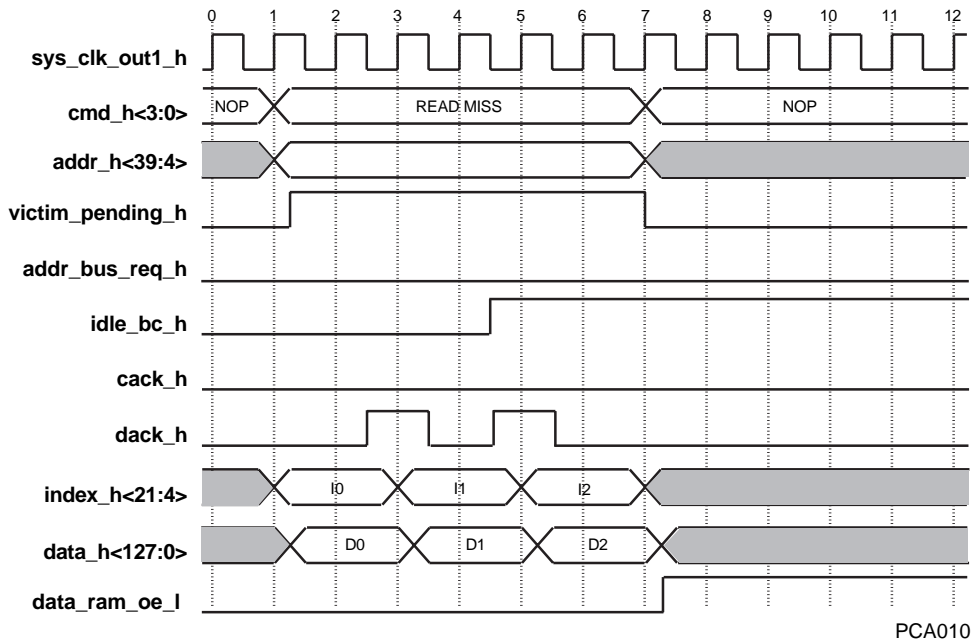 0 1 2 3 4 5 6 7 8 9 10 11 12
sys_clk_out1_h
cmd_h<3:0> NOP READ MISS NOP
addr_h<39:4>
victim_pending_h
addr_bus_req_h
idle_bc_h
cack_h
dack_h
index_h<21:4> I0 I1 I2
data_h<127:0> D0 D1 D2
data_ram_oe_l
PCA010